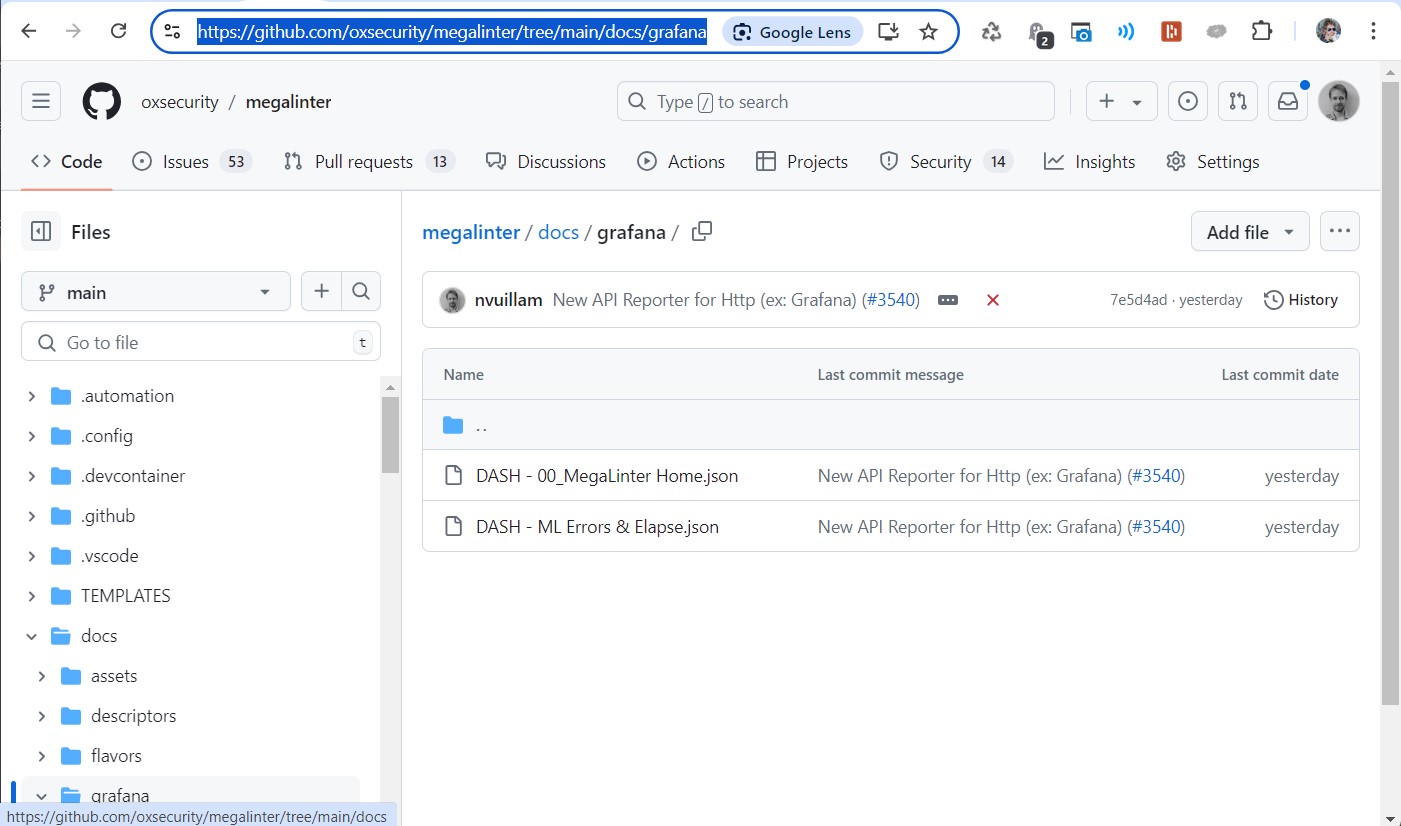 https://github.com/oxsecurity/megalinter/tree/main/docs/grafana Google Lens 2
oxsecurity / megalinter Type / to search
Code Issues 53 Pull requests 13 Discussions Actions Projects Security 14 Insights Settings
Files
main
Go to file t
.automation
.config
.devcontainer
.github
.vscode
TEMPLATES
docs
assets
descriptors
flavors
grafana
megalinter / docs / grafana / Add file
nvuillam New API Reporter for Http (ex: Grafana) (#3540) 7e5d4ad · yesterday History
Name Last commit message Last commit date
..
DASH - 00_MegaLinter Home.json New API Reporter for Http (ex: Grafana) (#3540) yesterday
DASH - ML Errors & Elapse.json New API Reporter for Http (ex: Grafana) (#3540) yesterday
https://github.com/oxsecurity/megalinter/tree/main/docs